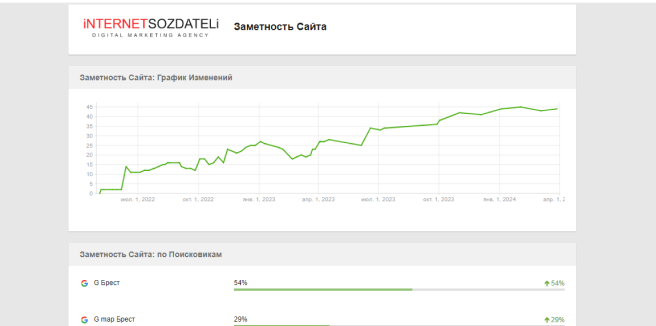 iNTERNETSOZDATELi
DIGITAL MARKETING AGENCY
Заметность Сайта
Заметность Сайта: График Изменений
45
40
35
30
25
20
15
10
5
0
июл. 1, 2022
окт. 1, 2022
янв. 1, 2023
апр. 1, 2023
июл. 1, 2023
окт. 1, 2023
янв. 1, 2024
апр. 1, 2
Заметность Сайта: по Поисковикам
G Брест
54%
54%
G map Брест
29%
29%